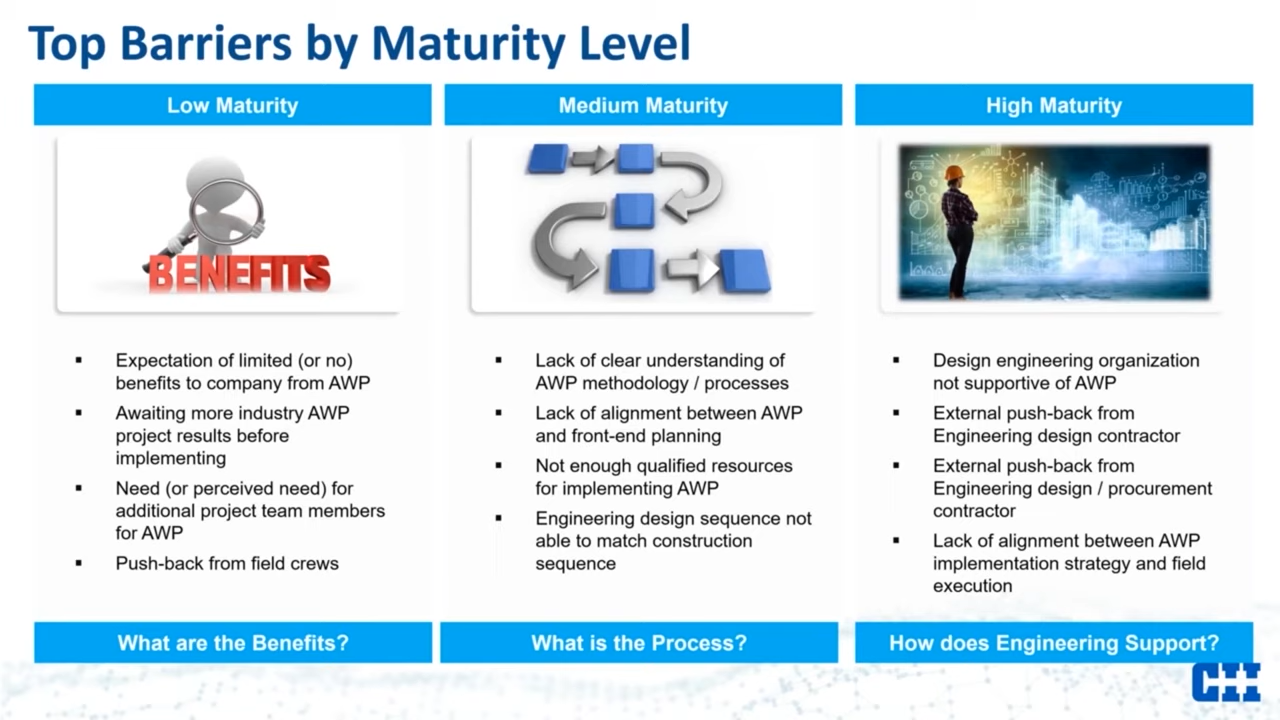 Top Barriers by Maturity Level
Low Maturity
BENEFITS
Expectation of limited (or no)
benefits to company from AWP
Awaiting more industry AWP
project results before
implementing
Need (or perceived need) for
additional project team members
for AWP
Push-back from field crews
What are the Benefits?
Medium Maturity
Lack of clear understanding of
AWP methodology / processes
Lack of alignment between AWP
and front-end planning
Not enough qualified resources
for implementing AWP
Engineering design sequence not
able to match construction
sequence
What is the Process?
High Maturity
Design engineering organization
not supportive of AWP
External push-back from
Engineering design contractor
External push-back from
Engineering design / procurement
contractor
Lack of alignment between AWP
implementation strategy and field
execution
How does Engineering Support?
CII